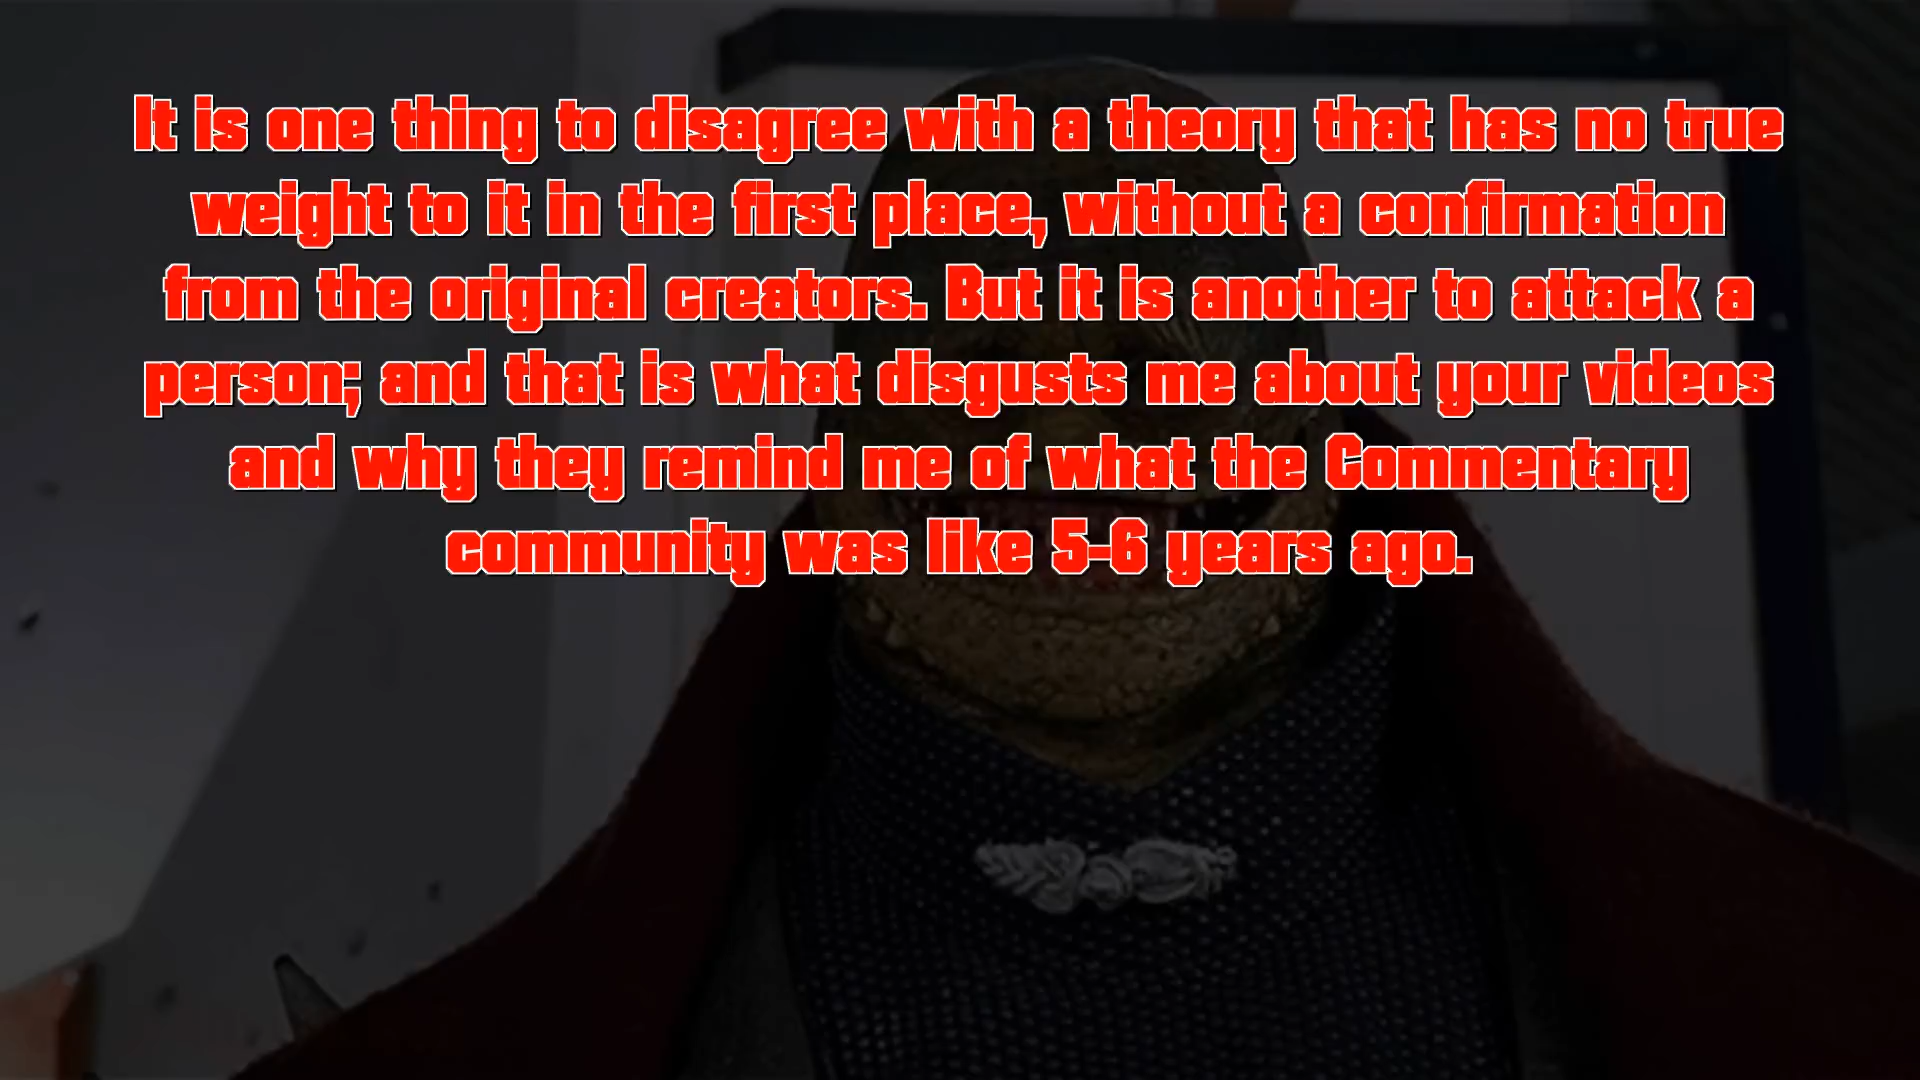 It is one thing to disagree with a theory that has no true
weight to it in the first place, without a confirmation
from the original creators. But it is another to attack a
person; and that is what disgusts me about your videos
and why they remind me of what the Commentary
community was like 5-6 years ago.